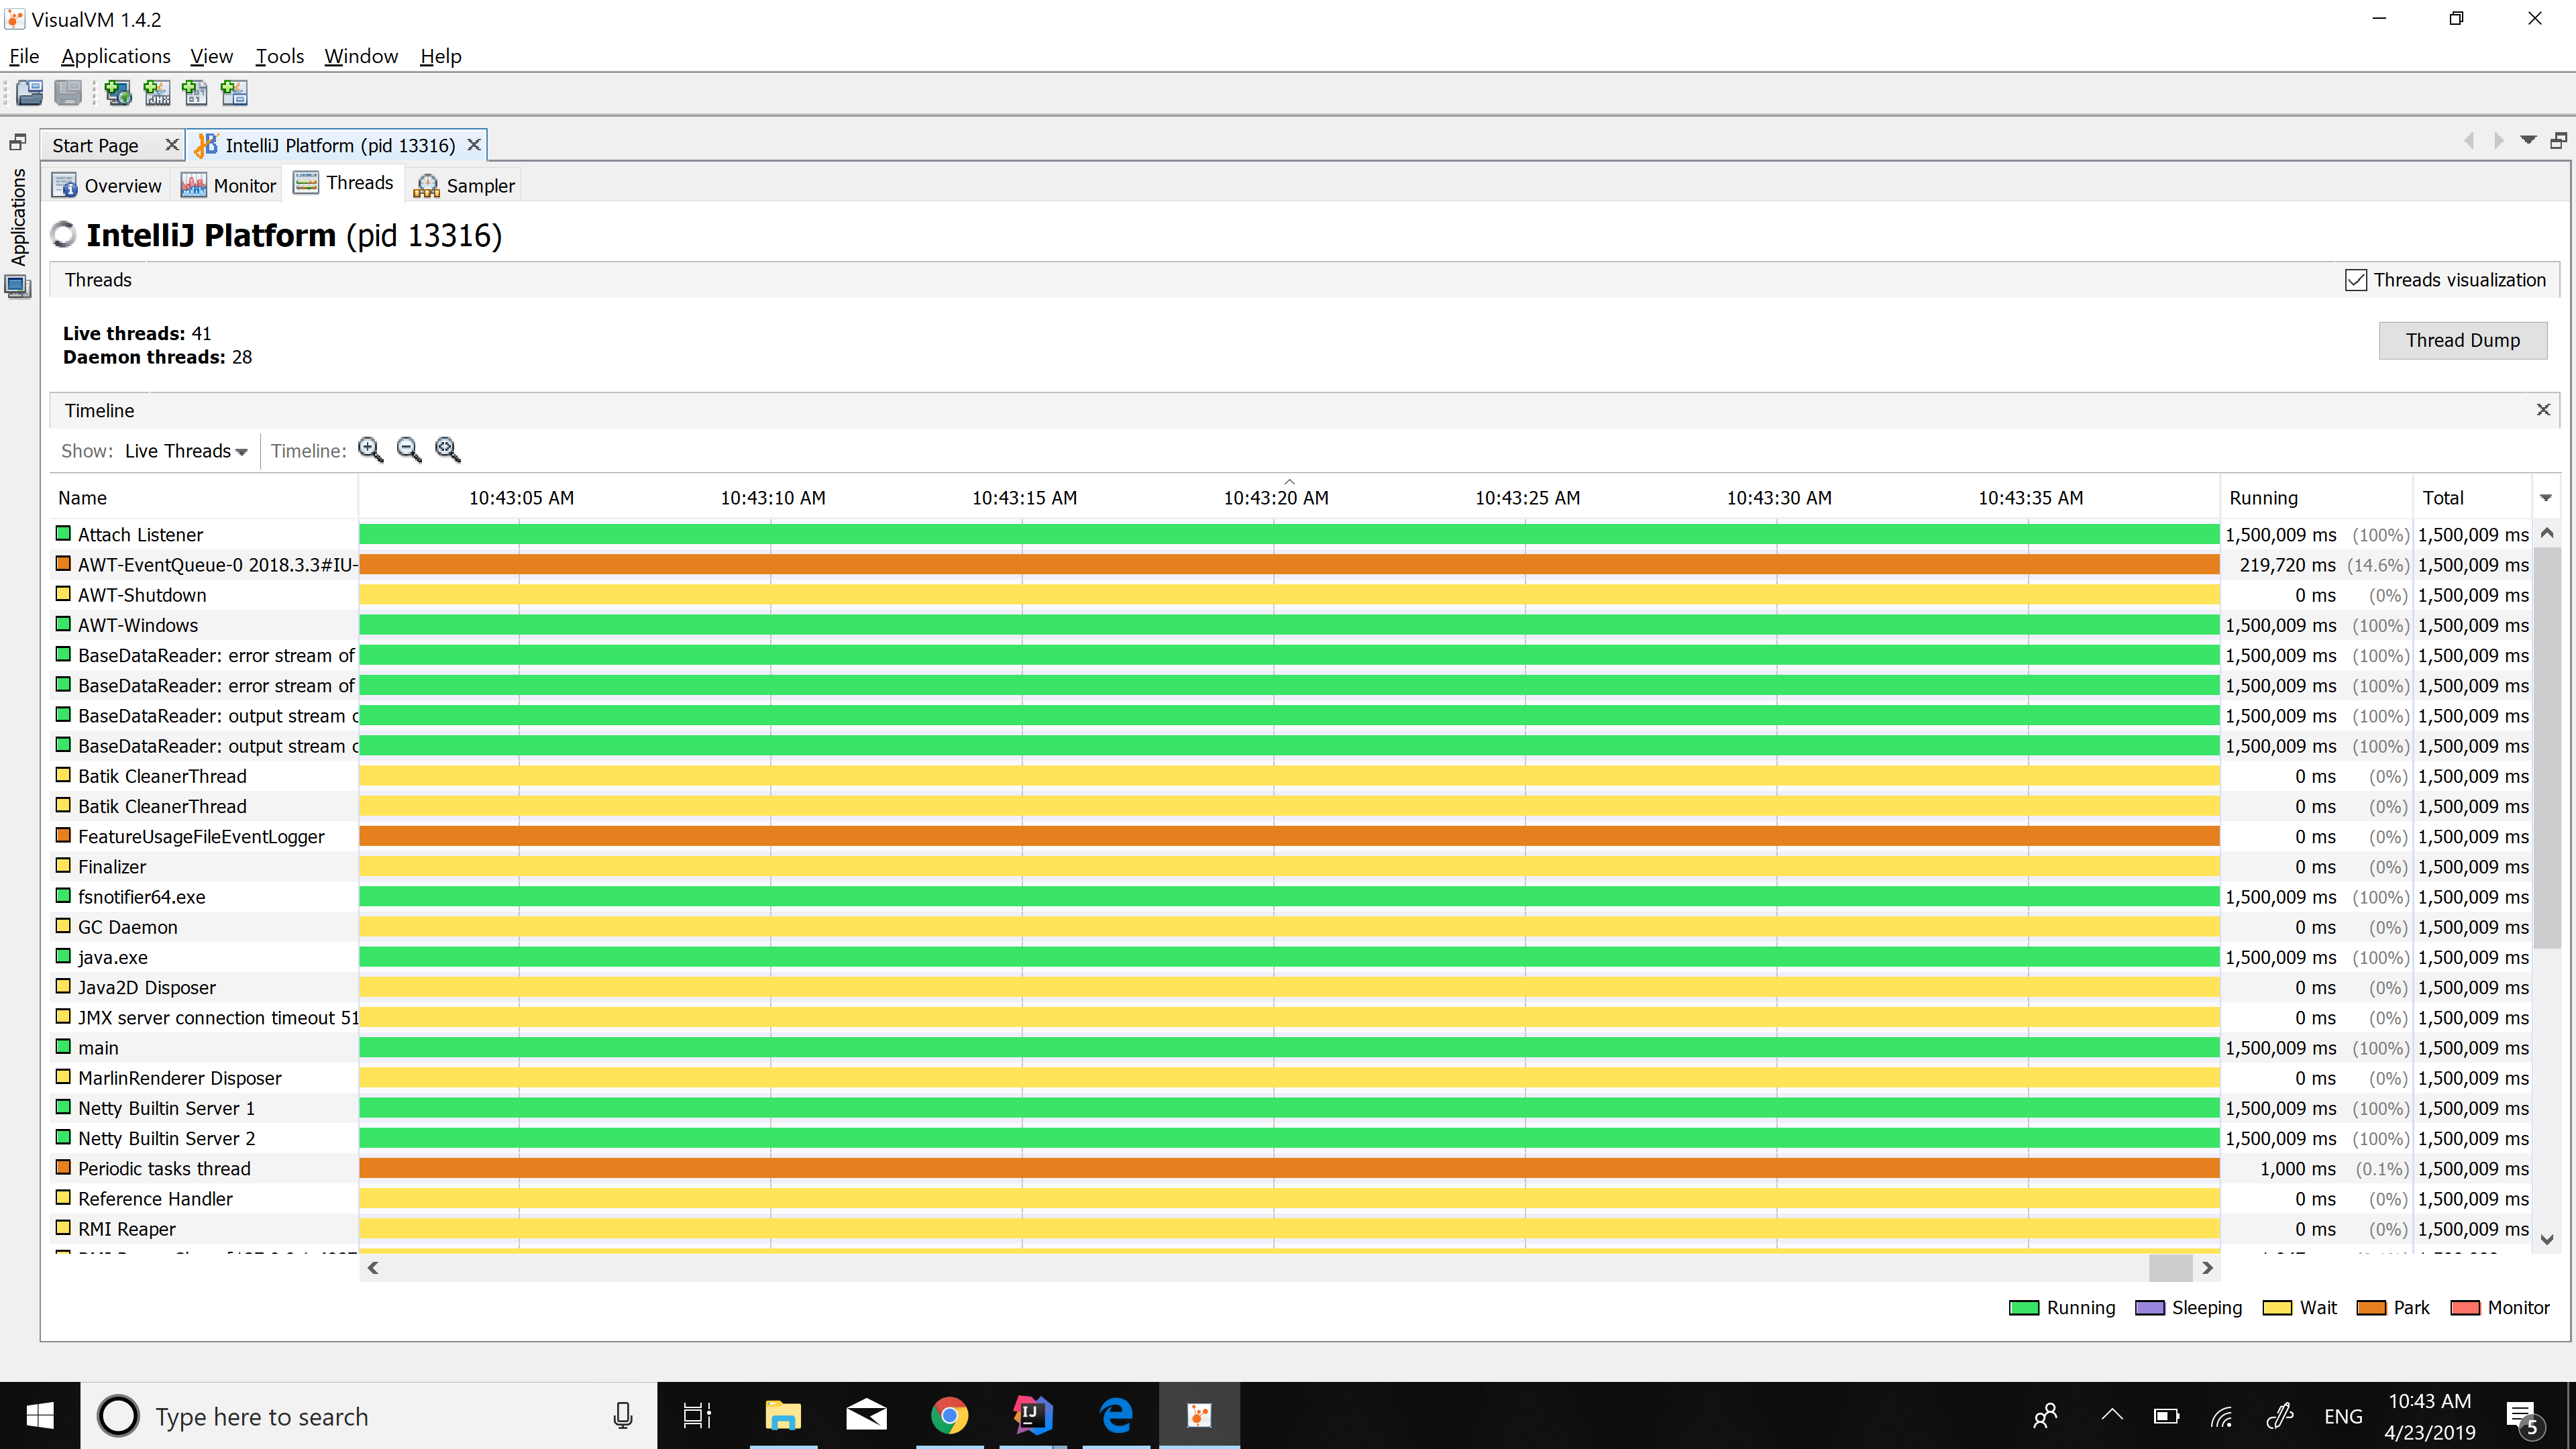 VisualVM 1.4.2
File Applications View Tools Window Help
Applications
Start Page
IntelliJ Platform (pid 13316)
Overview Monitor Threads Sampler
IntelliJ Platform (pid 13316)
Threads
Threads visualization
Live threads: 41
Daemon threads: 28
Thread Dump
Timeline
Show: Live Threads Timeline:
Name 10:43:05 AM 10:43:10 AM 10:43:15 AM 10:43:20 AM 10:43:25 AM 10:43:30 AM 10:43:35 AM Running Total
Attach Listener 1,500,009 ms (100%) 1,500,009 ms
AWT-EventQueue-0 2018.3.3#IU- 219,720 ms (14.6%) 1,500,009 ms
AWT-Shutdown 0 ms (0%) 1,500,009 ms
AWT-Windows 1,500,009 ms (100%) 1,500,009 ms
BaseDataReader: error stream of 1,500,009 ms (100%) 1,500,009 ms
BaseDataReader: error stream of 1,500,009 ms (100%) 1,500,009 ms
BaseDataReader: output stream 1,500,009 ms (100%) 1,500,009 ms
BaseDataReader: output stream 1,500,009 ms (100%) 1,500,009 ms
Batik CleanerThread 0 ms (0%) 1,500,009 ms
Batik CleanerThread 0 ms (0%) 1,500,009 ms
FeatureUsageFileEventLogger 0 ms (0%) 1,500,009 ms
Finalizer 0 ms (0%) 1,500,009 ms
fsnotifier64.exe 1,500,009 ms (100%) 1,500,009 ms
GC Daemon 0 ms (0%) 1,500,009 ms
java.exe 1,500,009 ms (100%) 1,500,009 ms
Java2D Disposer 0 ms (0%) 1,500,009 ms
JMX server connection timeout 51 0 ms (0%) 1,500,009 ms
main 1,500,009 ms (100%) 1,500,009 ms
MarlinRenderer Disposer 0 ms (0%) 1,500,009 ms
Netty Builtin Server 1 1,500,009 ms (100%) 1,500,009 ms
Netty Builtin Server 2 1,500,009 ms (100%) 1,500,009 ms
Periodic tasks thread 1,000 ms (0.1%) 1,500,009 ms
Reference Handler 0 ms (0%) 1,500,009 ms
RMI Reaper 0 ms (0%) 1,500,009 ms
Running Sleeping Wait Park Monitor
Type here to search
ENG
10:43 AM
4/23/2019
5